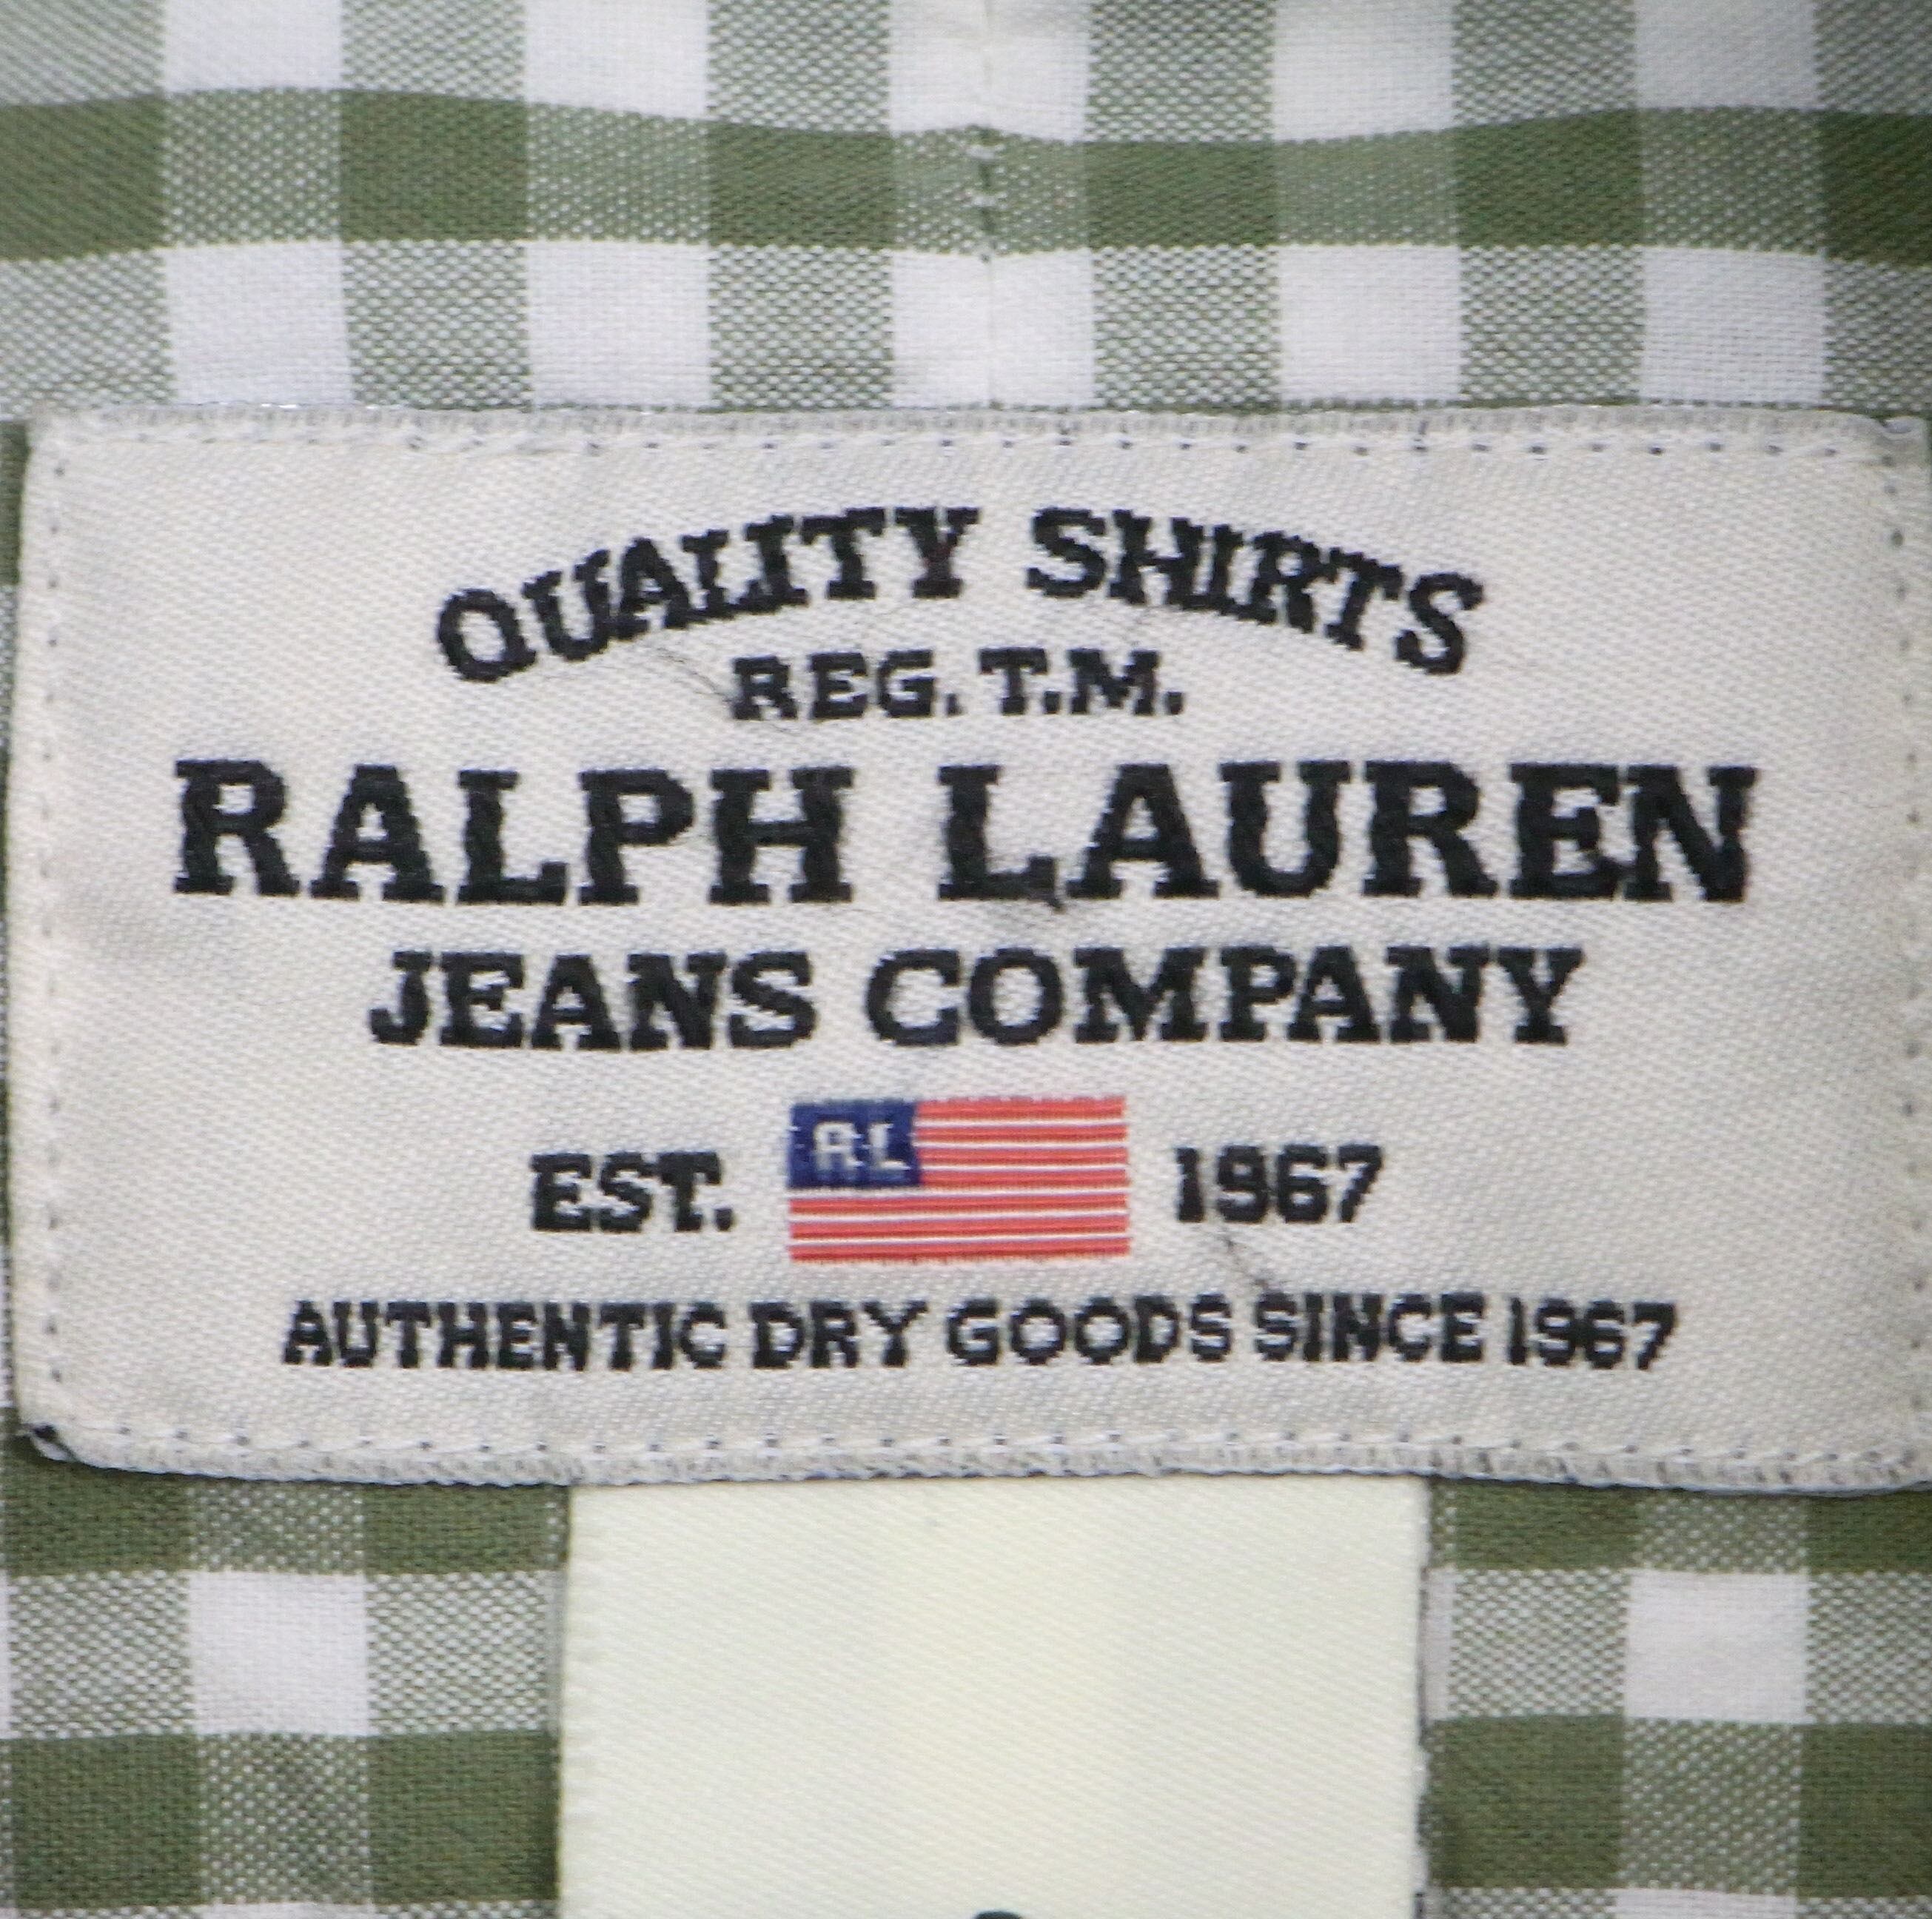 QUALITY SHIRTS
REG. T.M.
RALPH LAUREN
JEANS COMPANY
EST. RL 1967
AUTHENTIC DRY GOODS SINCE 1967